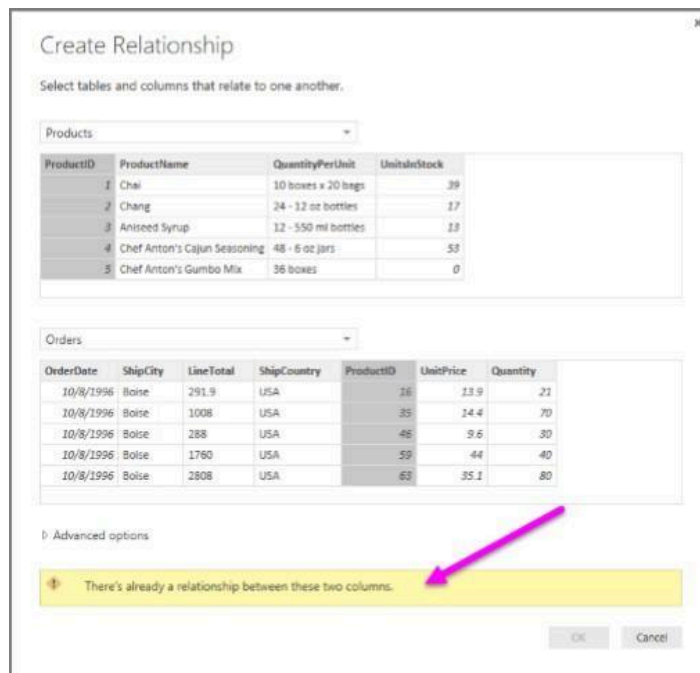 Create Relationship
Select tables and columns that relate to one another.
Products
ProductID ProductName QuantityPerUnit UnitsInStock
1 Chai 10 boxes x 20 bags 39
2 Chang 24 - 12 oz bottles 17
3 Aniseed Syrup 12 - 550 ml bottles 13
4 Chef Anton's Cajun Seasoning 48 - 6 oz jars 53
5 Chef Anton's Gumbo Mix 36 boxes 0
Orders
OrderDate ShipCity LineTotal ShipCountry ProductID UnitPrice Quantity
10/8/1996 Boise 291.9 USA 16 13.9 21
10/8/1996 Boise 1008 USA 35 14.4 70
10/8/1996 Boise 288 USA 46 9.6 30
10/8/1996 Boise 1760 USA 59 44 40
10/8/1996 Boise 2808 USA 63 35.1 80
Advanced options
There's already a relationship between these two columns.
OK Cancel